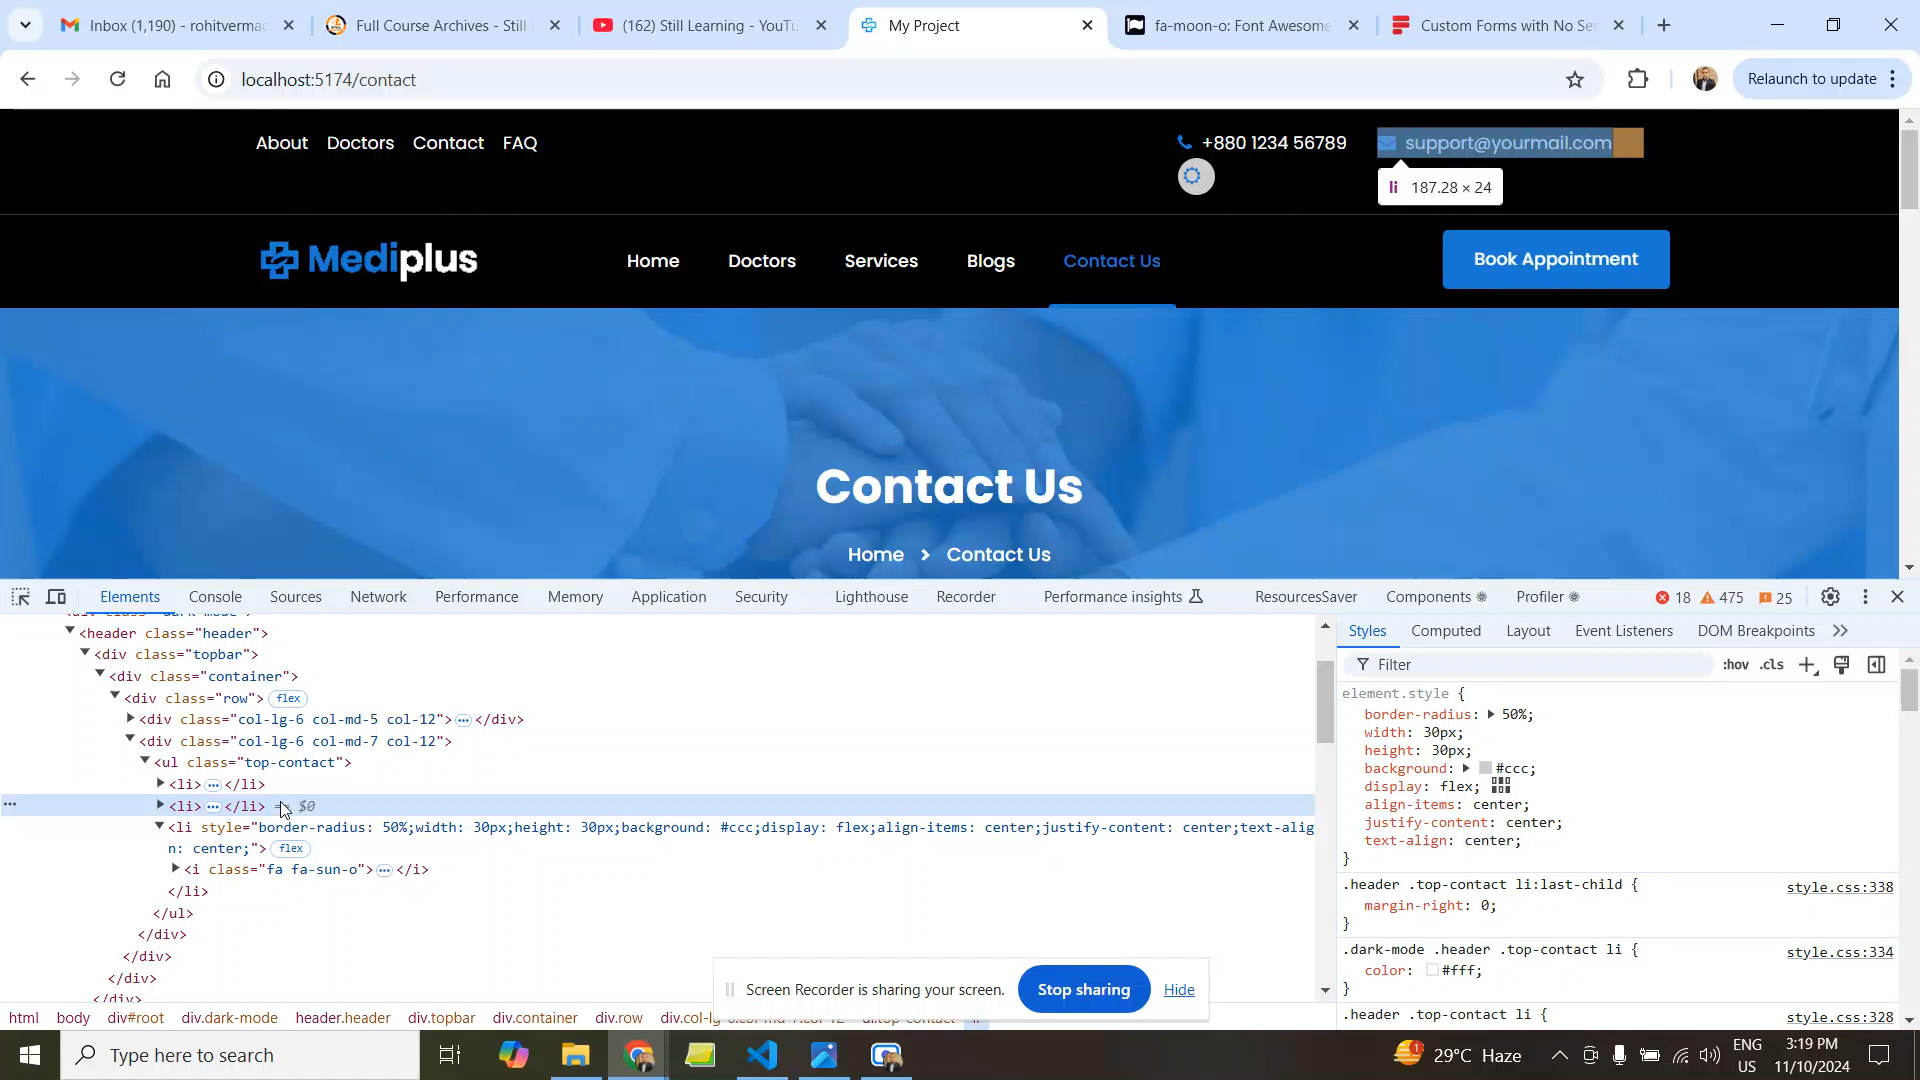 Inbox (1,190) - rohitvermac
Full Course Archives - Still
(162) Still Learning - YouTu
My Project
fa-moon-o: Font Awesome
Custom Forms with No Ser
localhost:5174/contact
Relaunch to update
About Doctors Contact FAQ
+880 1234 56789
support@yourmail.com
li 187.28 × 24
Mediplus
Home Doctors Services Blogs Contact Us
Book Appointment
Contact Us
Home Contact Us
Elements Console Sources Network Performance Memory Application Security Lighthouse Recorder Performance insights ResourcesSaver Components Profiler 18 475 25
<header class="header">
<div class="topbar">
<div class="container">
<div class="row"> flex
<div class="col-lg-6 col-md-5 col-12"> </div>
<div class="col-lg-6 col-md-7 col-12">
<ul class="top-contact">
<li> </li>
<li> </li> == $0
<li style="border-radius: 50%;width: 30px;height: 30px;background: #ccc;display: flex;align-items: center;justify-content: center;text-alig
n: center;"> flex
<i class="fa fa-sun-o"> </i>
</li>
</ul>
</div>
</div>
</div>
</div>
html body div#root div.dark-mode header.header div.topbar div.container div.row
Styles Computed Layout Event Listeners DOM Breakpoints
Filter :hov .cls
element.style {
border-radius: 50%;
width: 30px;
height: 30px;
background: #ccc;
display: flex;
align-items: center;
justify-content: center;
text-align: center;
}
.header .top-contact li:last-child { style.css:338
margin-right: 0;
}
.dark-mode .header .top-contact li { style.css:334
color: #fff;
}
.header .top-contact li { style.css:328
Screen Recorder is sharing your screen. Stop sharing Hide
Type here to search
29°C Haze
ENG
US
3:19 PM
11/10/2024